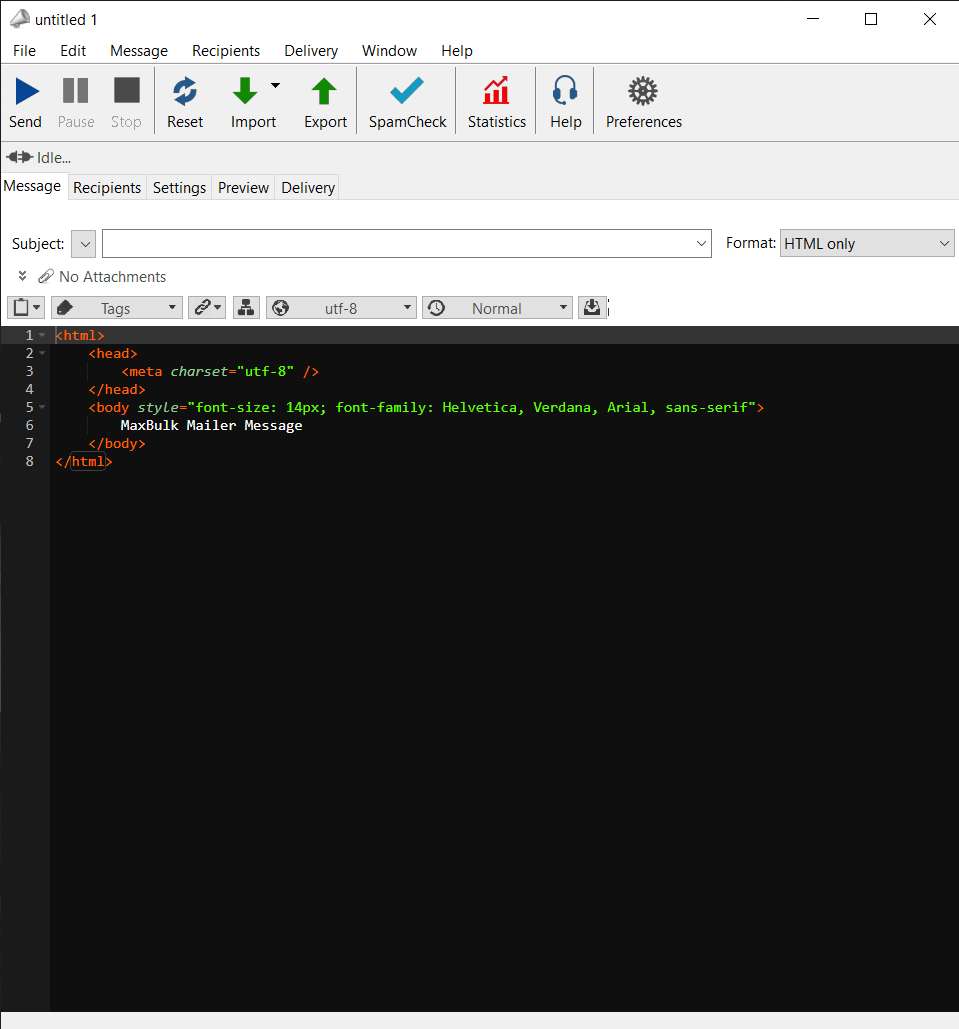 untitled 1
File Edit Message Recipients Delivery Window Help
Send Pause Stop Reset Import Export SpamCheck Statistics Help Preferences
Idle...
Message Recipients Settings Preview Delivery
Subject: Format: HTML only
No Attachments
Tags utf-8 Normal
1 <html>
2 <head>
3 <meta charset="utf-8" />
4 </head>
5 <body style="font-size: 14px; font-family: Helvetica, Verdana, Arial, sans-serif">
6 MaxBulk Mailer Message
7 </body>
8 </html>